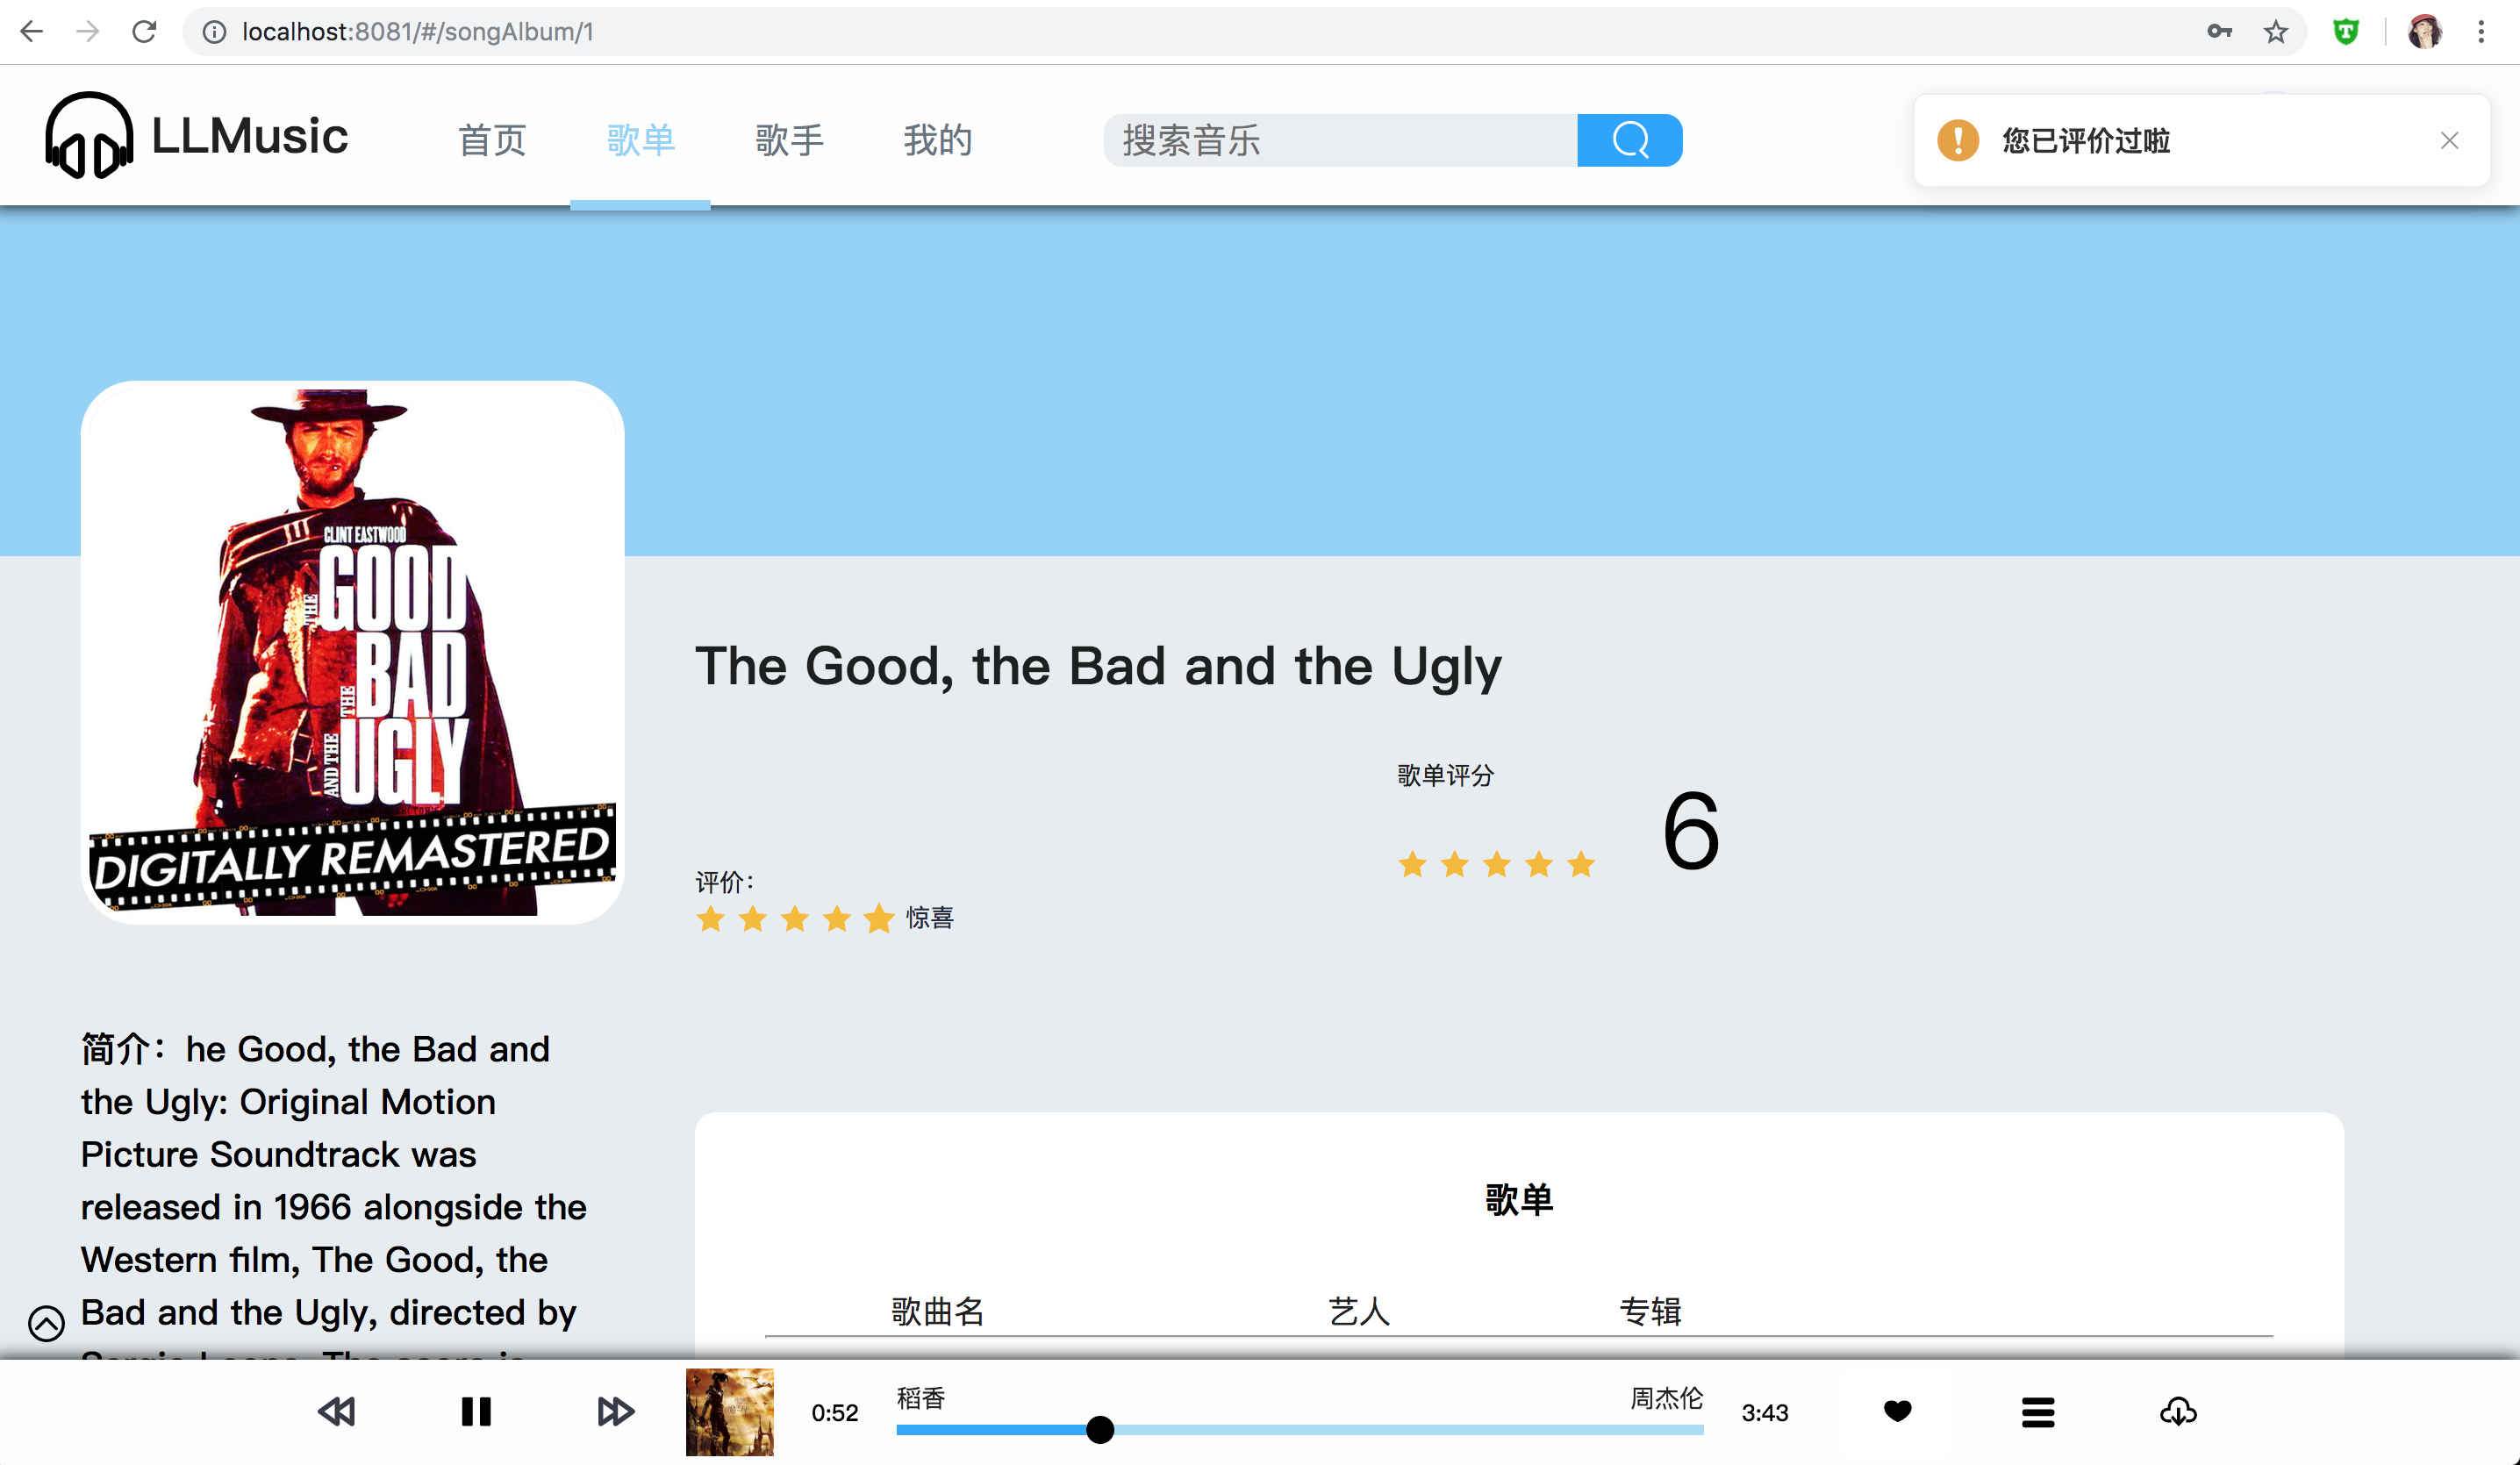 localhost:8081/#/songAlbum/1
LLMusic
首页
歌单
歌手
我的
搜索音乐
您已评价过啦
CLINT EASTWOOD
THE GOOD
THE BAD
AND THE UGLY
DIGITALLY REMASTERED
The Good, the Bad and the Ugly
歌单评分
6
评价：
惊喜
简介：he Good, the Bad and
the Ugly: Original Motion
Picture Soundtrack was
released in 1966 alongside the
Western film, The Good, the
Bad and the Ugly, directed by
Sergio Leone. The score is
歌单
歌曲名
艺人
专辑
0:52
稻香
周杰伦
3:43